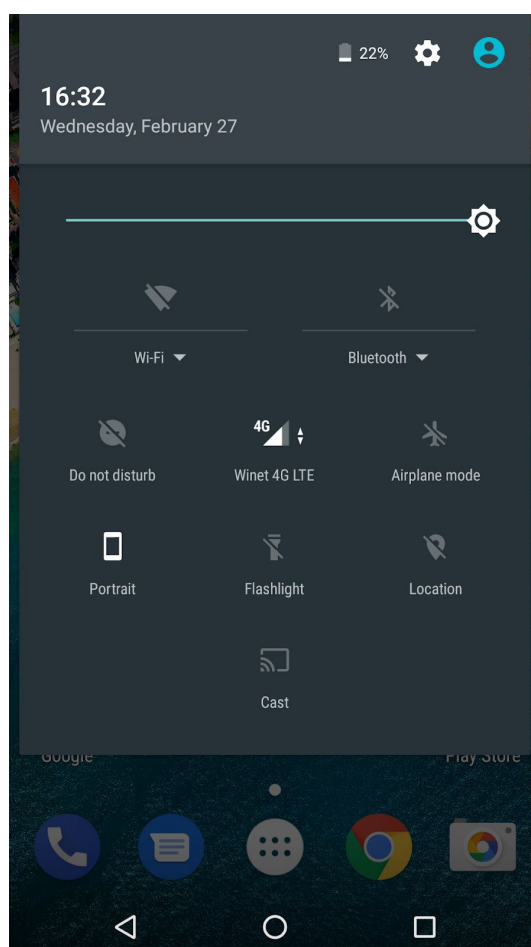 22%
16:32
Wednesday, February 27
Wi-Fi
Bluetooth
Do not disturb
4G
Winet 4G LTE
Airplane mode
Portrait
Flashlight
Location
Cast
Google
Play Store